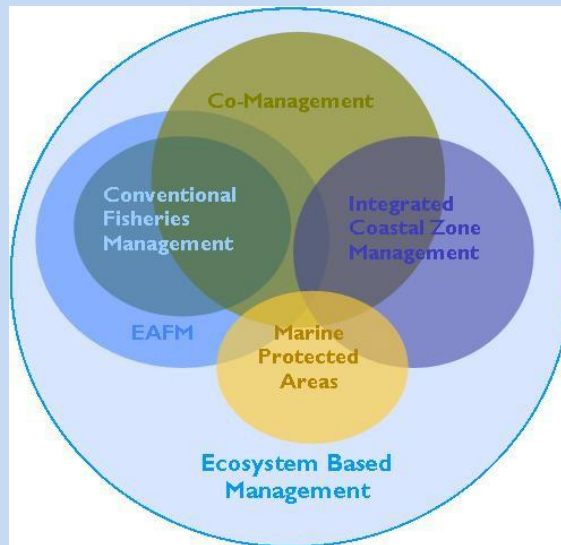 Co-Management
Conventional
Fisheries
Management
Integrated
Coastal Zone
Management
EAFM
Marine
Protected
Areas
Ecosystem Based
Management